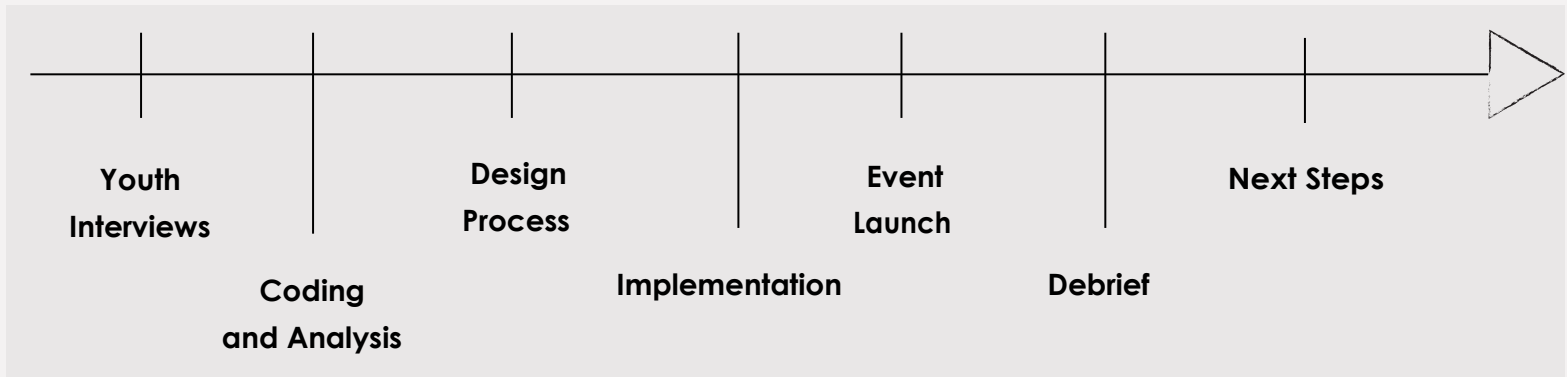 Youth
Interviews
Coding
and Analysis
Design
Process
Implementation
Event
Launch
Debrief
Next Steps